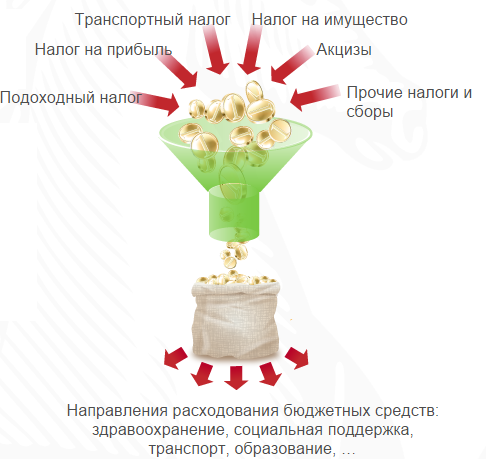 Транспортный налог
Налог на имущество
Налог на прибыль
Акцизы
Подоходный налог
Прочие налоги и
сборы
Направления расходования бюджетных средств:
здравоохранение, социальная поддержка,
транспорт, образование, ...